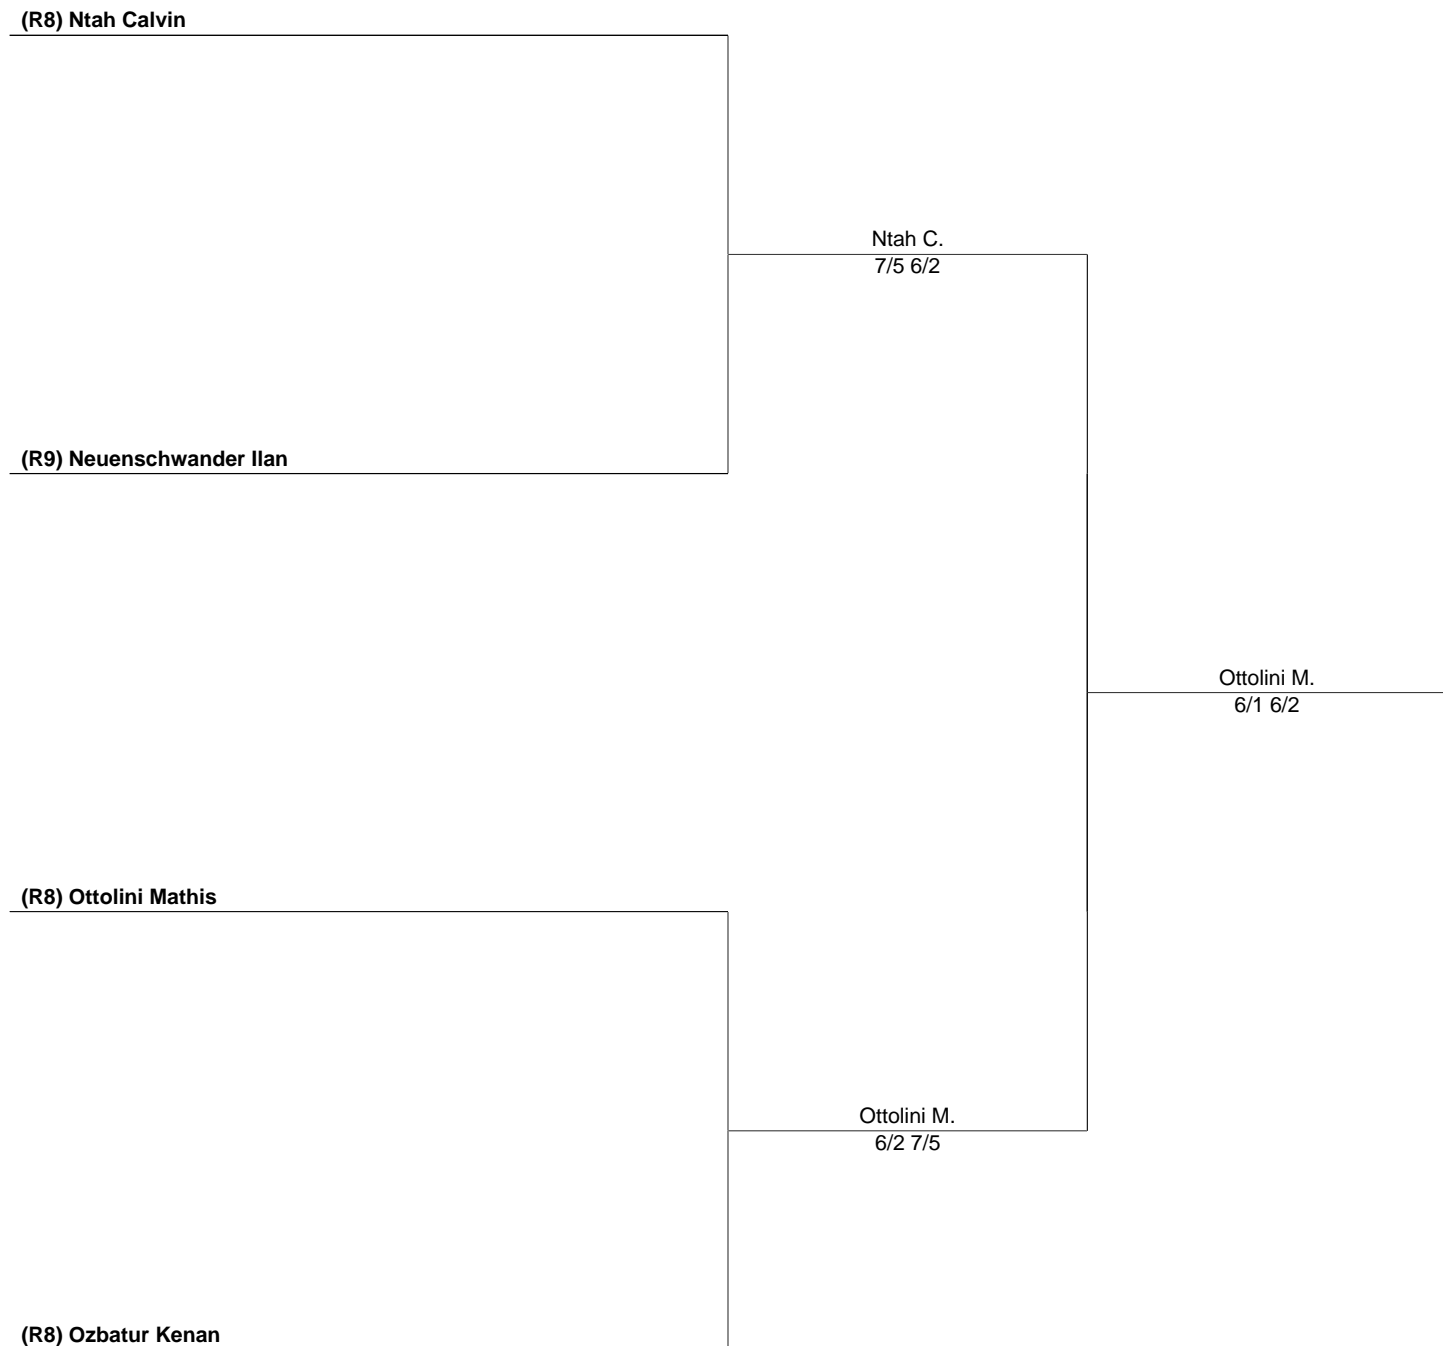 (R8) Ntah Calvin
Ntah C.
7/5 6/2
(R9) Neuenschwander Ilan
Ottolini M.
6/1 6/2
(R8) Ottolini Mathis
Ottolini M.
6/2 7/5
(R8) Ozbatur Kenan